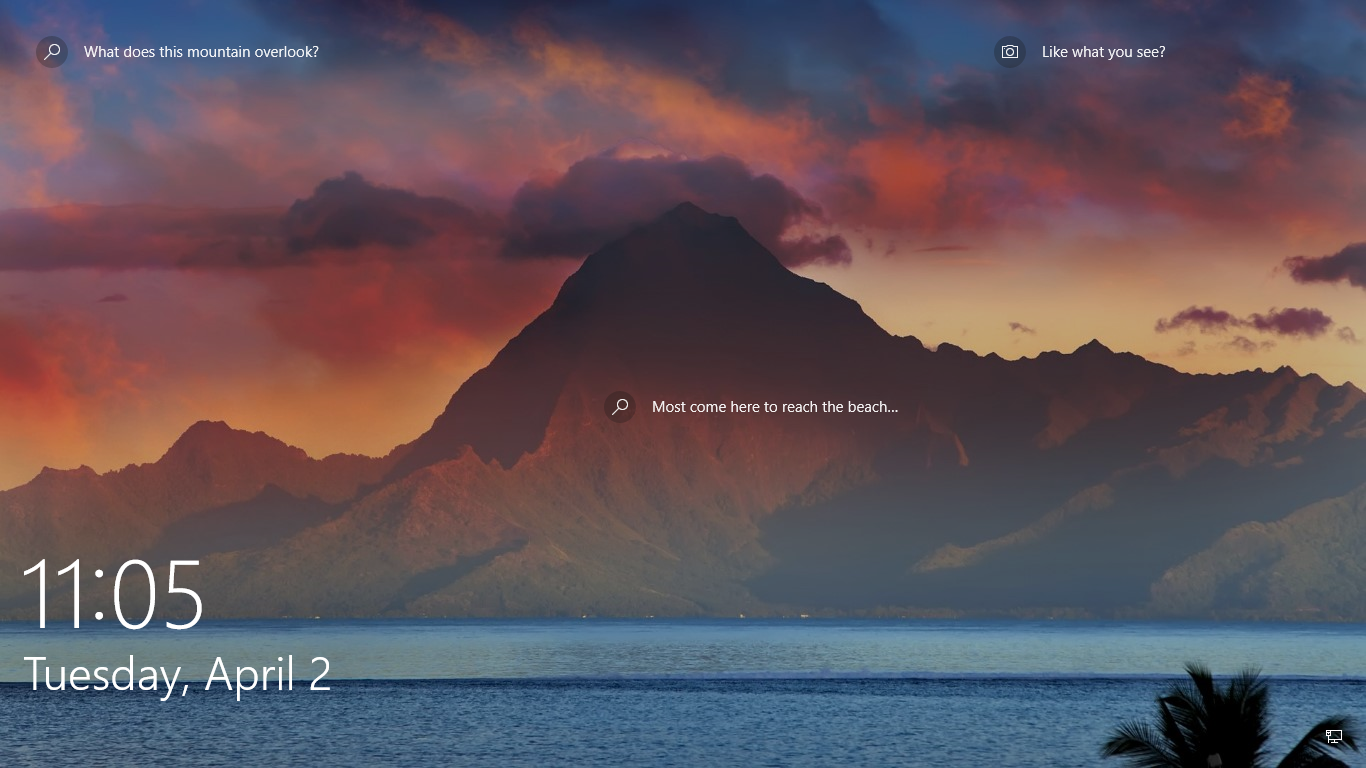 What does this mountain overlook?
Like what you see?
Most come here to reach the beach...
11:05
Tuesday, April 2